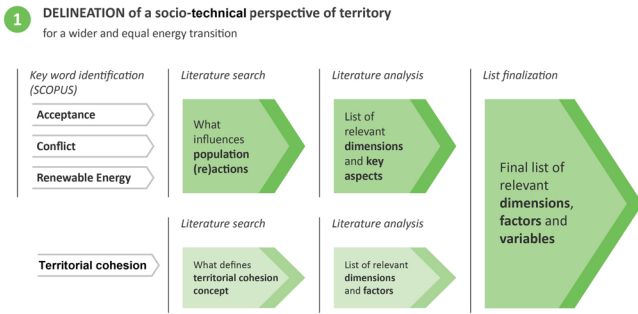 1 DELINEATION of a socio-technical perspective of territory
for a wider and equal energy transition
Key word identification
(SCOPUS)
Acceptance
Conflict
Renewable Energy
Literature search
What
influences
population
(re)actions
Literature analysis
List of
relevant
dimensions
and key
aspects
List finalization
Final list of
relevant
dimensions,
factors and
variables
Territorial cohesion
Literature search
What defines
territorial cohesion
concept
Literature analysis
List of relevant
dimensions
and factors